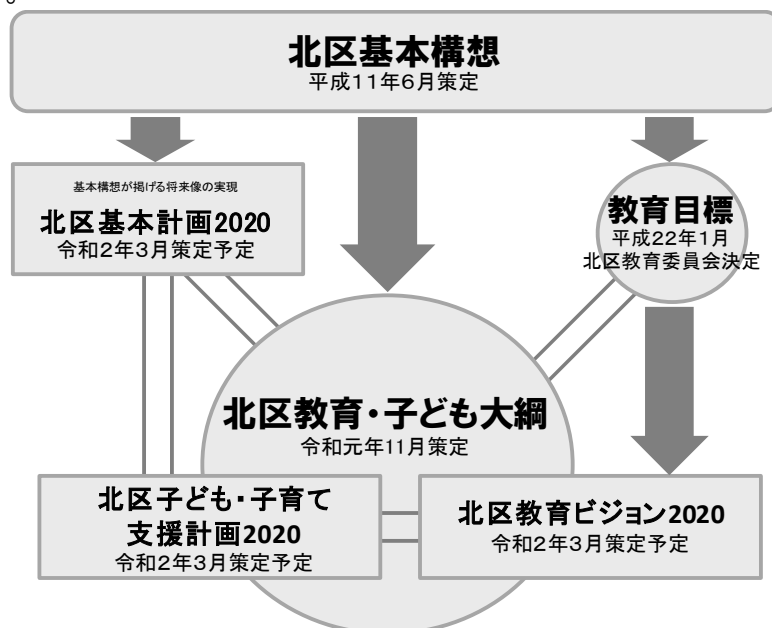 。
北区基本構想
平成11年6月策定
基本構想が掲げる将来像の実現
北区基本計画2020
令和2年3月策定予定
教育目標
平成22年1月
北区教育委員会決定
北区教育・子ども大綱
令和元年11月策定
北区子ども・子育て
支援計画2020
令和2年3月策定予定
北区教育ビジョン2020
令和2年3月策定予定